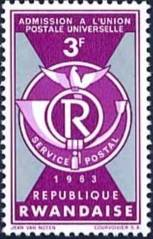 ADMISSION A L'UNION
POSTALE UNIVERSELLE
3F
R
SERVICE POSTAL
1963
REPUBLIQUE
RWANDAISE
JEAN VAN NOTEN
COURVOISIER S.A.